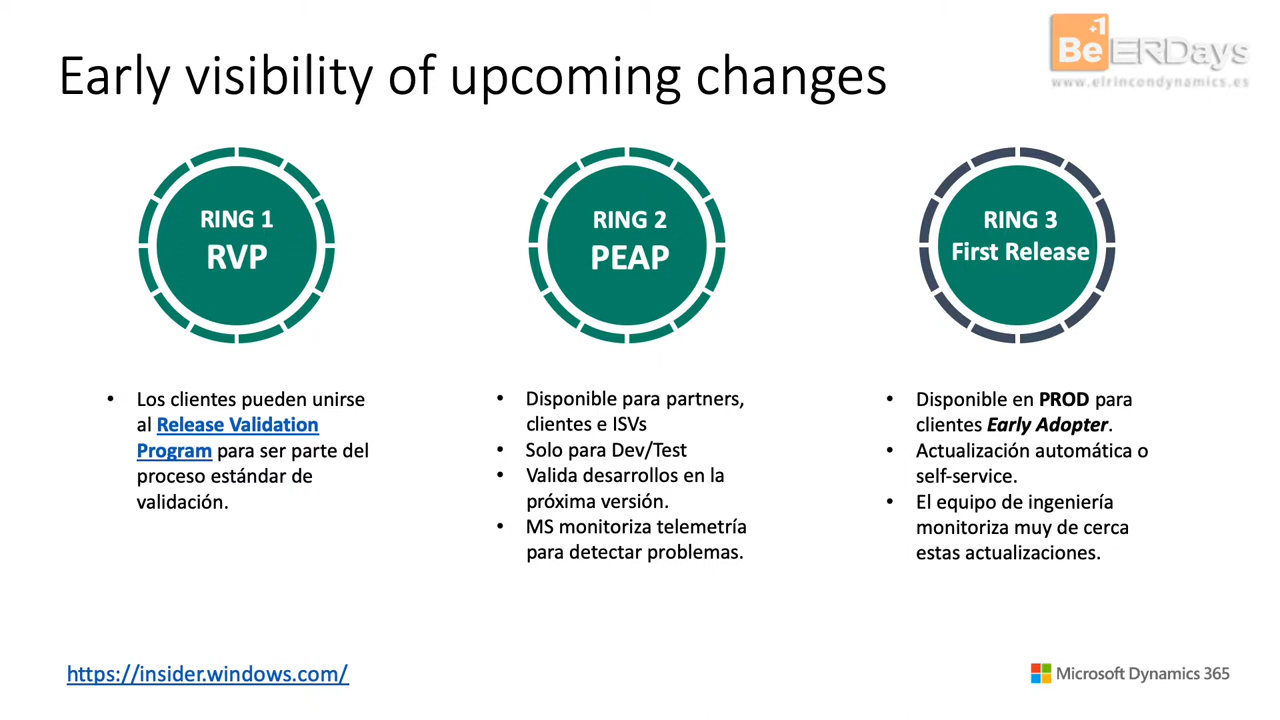 Early visibility of upcoming changes
+1
Be ERDays
www.elrincondynamics.es
RING 1
RVP
RING 2
PEAP
RING 3
First Release
• Los clientes pueden unirse
al Release Validation
Program para ser parte del
proceso estándar de
validación.
• Disponible para partners,
clientes e ISVs
• Solo para Dev/Test
• Valida desarrollos en la
próxima versión.
• MS monitoriza telemetría
para detectar problemas.
• Disponible en PROD para
clientes Early Adopter.
• Actualización automática o
self-service.
• El equipo de ingeniería
monitoriza muy de cerca
estas actualizaciones.
https://insider.windows.com/
Microsoft Dynamics 365